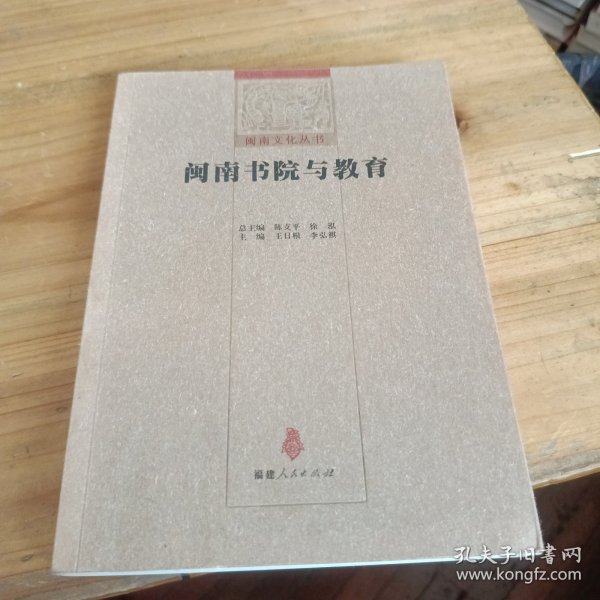 闽南文化丛书
闽南书院与教育
总主编 陈支平 徐泓
主编 王日根 李弘祺
福建人民出版社
孔夫子旧书网
www.kongfz.com